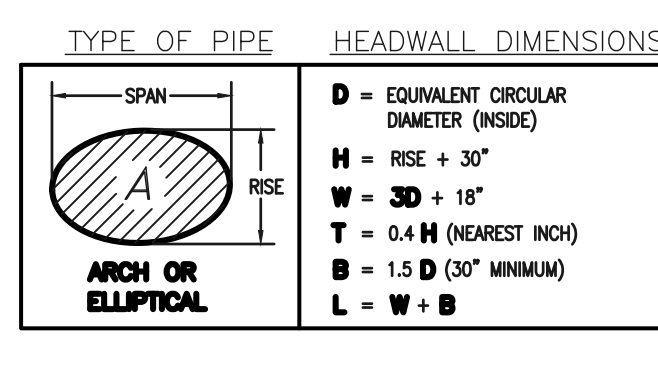 TYPE OF PIPE
HEADWALL DIMENSIONS
SPAN
A
RISE
ARCH OR
ELLIPTICAL
D = EQUIVALENT CIRCULAR
DIAMETER (INSIDE)
H = RISE + 30"
W = 3D + 18"
T = 0.4 H (NEAREST INCH)
B = 1.5 D (30" MINIMUM)
L = W + B